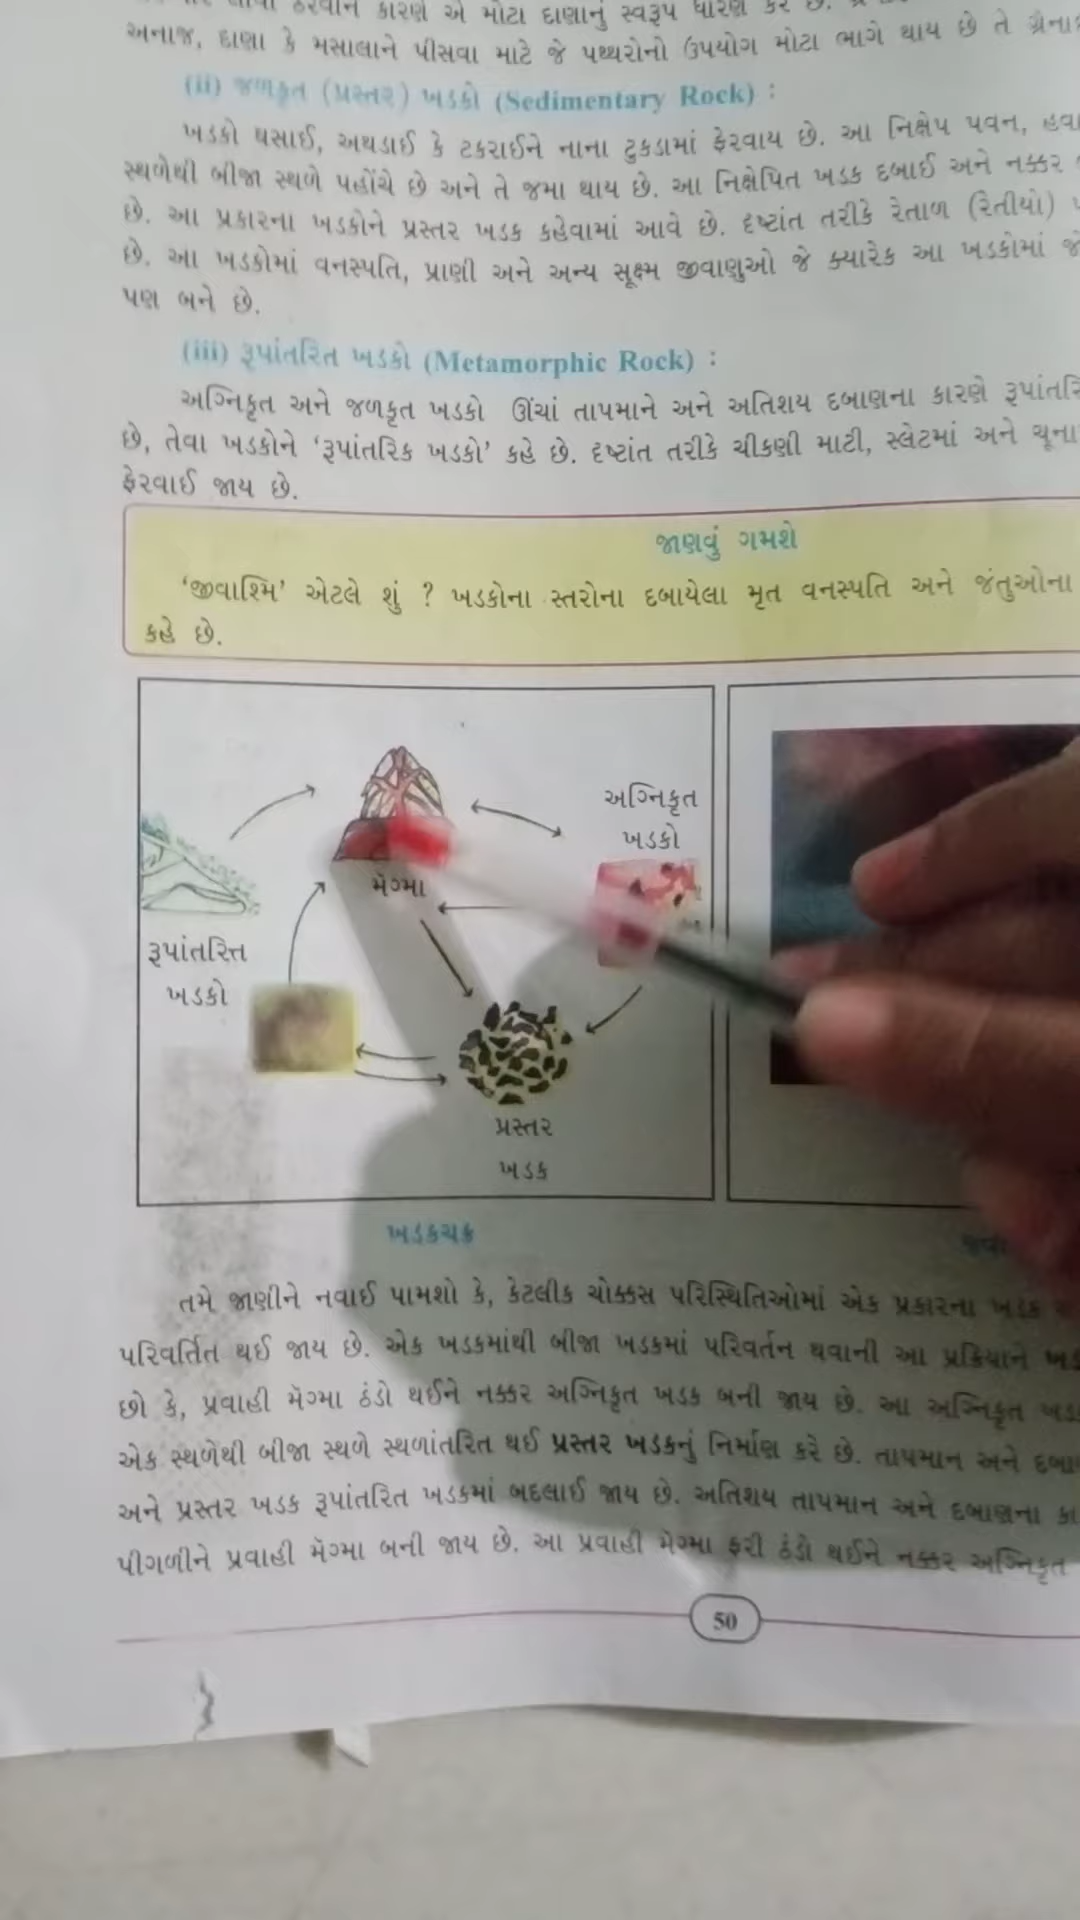 કારણે એ મોટા દાણાનું સ્વરૂપ ધારણ કરે છે.
અનાજ, દાણા કે મસાલાને પીસવા માટે જે પથ્થરોનો ઉપયોગ મોટા ભાગે થાય છે તે
(ii) જળકૃત (પ્રસ્તર) ખડકો (Sedimentary Rock) :
ખડકો ઘસાઈ, અથડાઈ કે ટકરાઈને નાના ટુકડામાં ફેરવાય છે. આ નિક્ષેપ પવન, હવા
સ્થળેથી બીજા સ્થળે પહોંચે છે અને તે જમા થાય છે. આ નિક્ષેપિત ખડક દબાઈ અને નક્કર
છે. આ પ્રકારના ખડકોને પ્રસ્તર ખડક કહેવામાં આવે છે. દૃષ્ટાંત તરીકે રેતાળ (રેતીયો)
છે. આ ખડકોમાં વનસ્પતિ, પ્રાણી અને અન્ય સૂક્ષ્મ જીવાણુઓ જે ક્યારેક આ ખડકોમાં
પણ બને છે.
(iii) રૂપાંતરિત ખડકો (Metamorphic Rock) :
અગ્નિકૃત અને જળકૃત ખડકો ઊંચાં તાપમાને અને અતિશય દબાણના કારણે
છે, તેવા ખડકોને ‘રૂપાંતરિક ખડકો’ કહે છે. દૃષ્ટાંત તરીકે ચીકણી માટી, સ્લેટમાં અને ચૂના
ફેરવાઈ જાય છે.
જાણવું ગમશે
‘જીવાશ્મિ’ એટલે શું ? ખડકોના સ્તરોના દબાયેલા મૃત વનસ્પતિ અને જંતુઓના
કહે છે.
અગ્નિકૃત
ખડકો
મૅગ્મા
રૂપાંતરિત
ખડકો
પ્રસ્તર
ખડક
ખડકચક્ર
તમે જાણીને નવાઈ પામશો કે, કેટલીક ચોક્કસ પરિસ્થિતિઓમાં એક પ્રકારના ખડક
પરિવર્તિત થઈ જાય છે. એક ખડકમાંથી બીજા ખડકમાં પરિવર્તન થવાની આ પ્રક્રિયાને
છો કે, પ્રવાહી મૅગ્મા ઠંડો થઈને નક્કર અગ્નિકૃત ખડક બની જાય છે. આ અગ્નિકૃત
એક સ્થળેથી બીજા સ્થળે સ્થળાંતરિત થઈ પ્રસ્તર ખડકનું નિર્માણ કરે છે. તાપમાન અને
અને પ્રસ્તર ખડક રૂપાંતરિત ખડકમાં બદલાઈ જાય છે. અતિશય તાપમાન અને દબાણના
પીગળીને પ્રવાહી મૅગ્મા બની જાય છે. આ પ્રવાહી મેગ્મા ફરી ઠંડો થઈને નક્કર અગ્નિકૃત
50